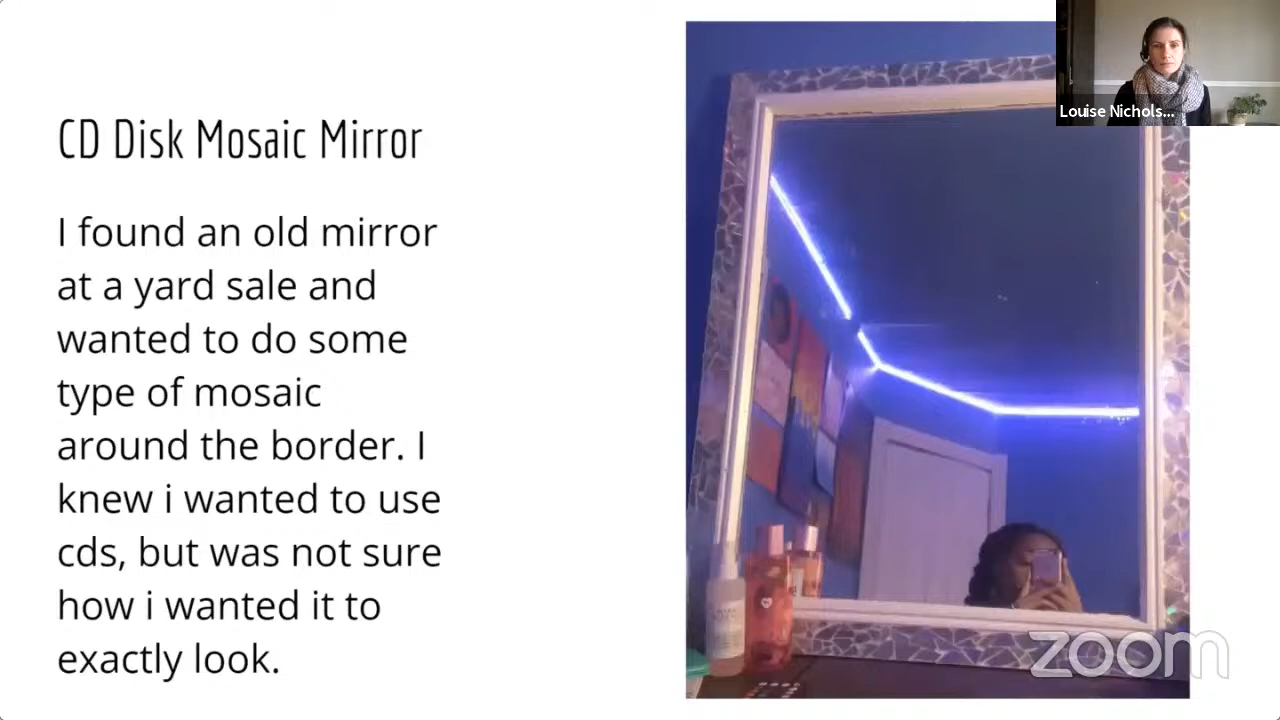 CD Disk Mosaic Mirror
I found an old mirror
at a yard sale and
wanted to do some
type of mosaic
around the border. I
knew i wanted to use
cds, but was not sure
how i wanted it to
exactly look.
Louise Nichols...
zoom